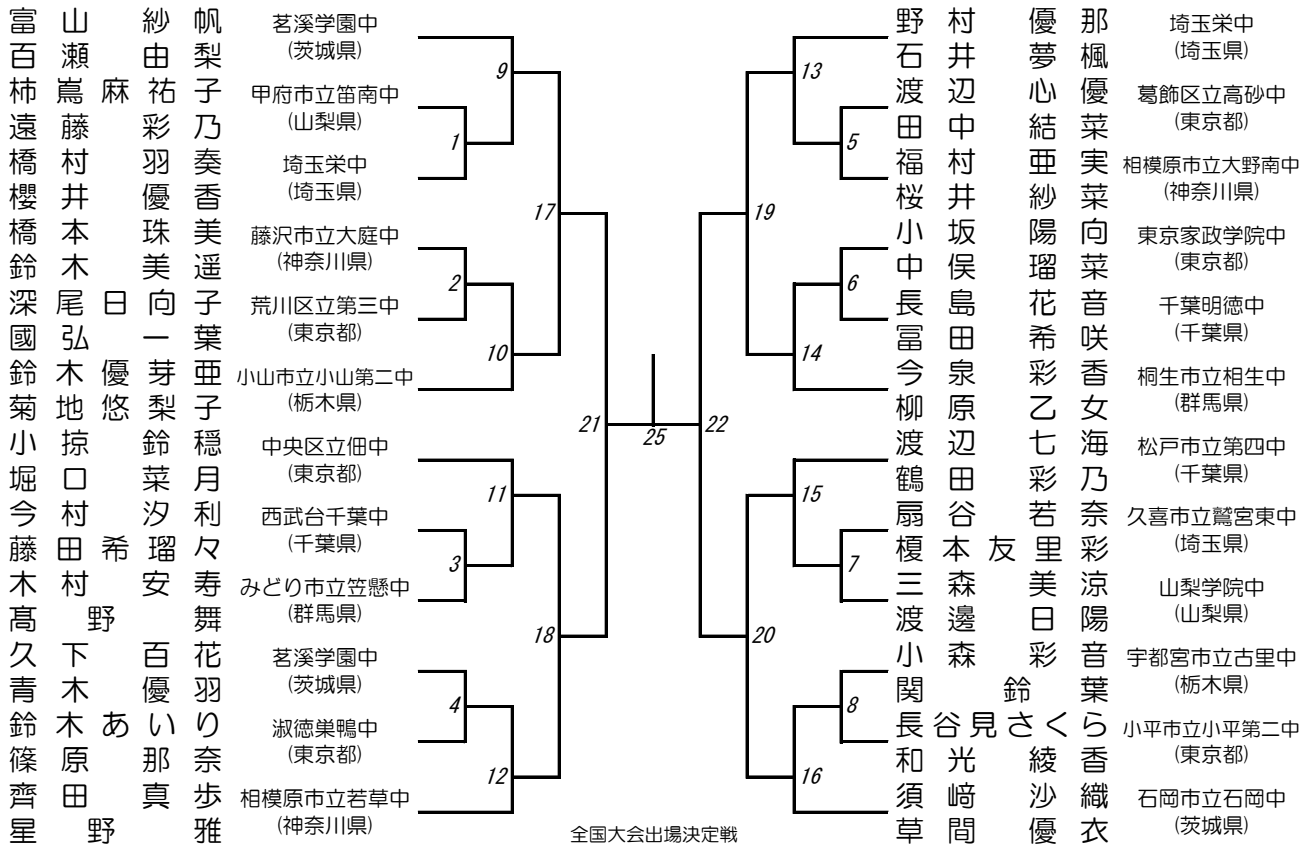 富山 紗帆 茗溪学園中
百瀬 由梨 (茨城県)
柿嶌麻祐子 甲府市立笛南中
遠藤 彩乃 (山梨県)
橋村 羽奏 埼玉栄中
櫻井 優香 (埼玉県)
橋本 珠美 藤沢市立大庭中
鈴木 美遥 (神奈川県)
深尾日向子 荒川区立第三中
國弘 一葉 (東京都)
鈴木優芽亜 小山市立小山第二中
菊地悠梨子 (栃木県)
小掠 鈴穏 中央区立佃中
堀口 菜月 (東京都)
今村 汐利 西武台千葉中
藤田希瑠々 (千葉県)
木村 安寿 みどり市立笠懸中
髙野 舞 (群馬県)
久下 百花 茗溪学園中
青木 優羽 (茨城県)
鈴木あいり 淑徳巣鴨中
篠原 那奈 (東京都)
齊田 真歩 相模原市立若草中
星野 雅 (神奈川県)
9
1
17
2
10
21
11
3
18
4
12
25
22
13
5
19
6
14
15
7
20
8
16
全国大会出場決定戦
野村 優那 埼玉栄中
石井 夢楓 (埼玉県)
渡辺 心優 葛飾区立高砂中
田中 結菜 (東京都)
福村 亜実 相模原市立大野南中
桜井 紗菜 (神奈川県)
小坂 陽向 東京家政学院中
中俣 瑠菜 (東京都)
長島 花音 千葉明徳中
冨田 希咲 (千葉県)
今泉 彩香 桐生市立相生中
柳原 乙女 (群馬県)
渡辺 七海 松戸市立第四中
鶴田 彩乃 (千葉県)
扇谷 若奈 久喜市立鷲宮東中
榎本友里彩 (埼玉県)
三森 美涼 山梨学院中
渡邊 日陽 (山梨県)
小森 彩音 宇都宮市立古里中
関 鈴葉 (栃木県)
長谷見さくら 小平市立小平第二中
和光 綾香 (東京都)
須﨑 沙織 石岡市立石岡中
草間 優衣 (茨城県)